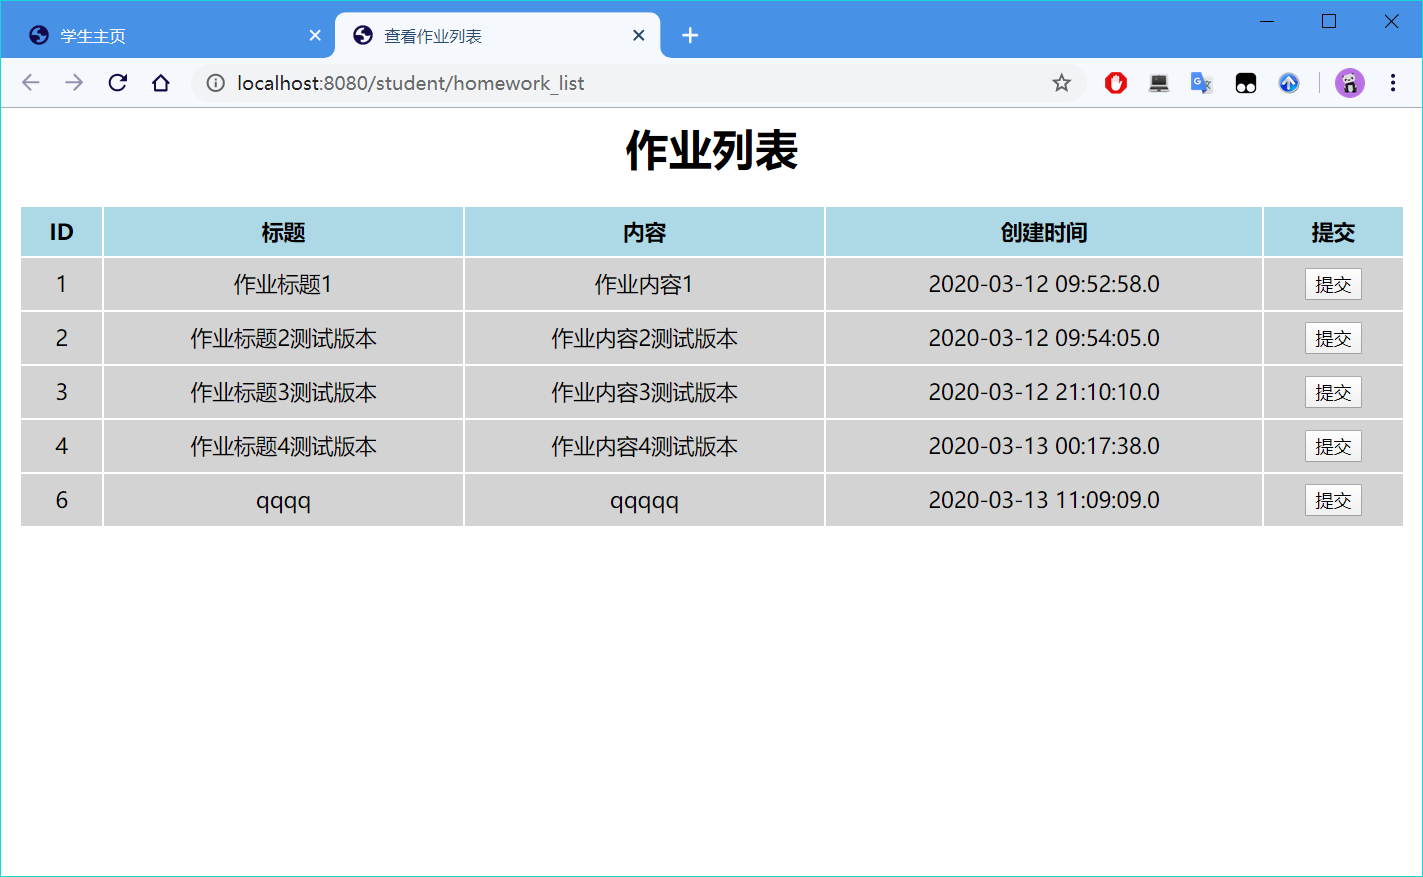 学生主页
查看作业列表
localhost:8080/student/homework_list
作业列表
ID 标题 内容 创建时间 提交
1 作业标题1 作业内容1 2020-03-12 09:52:58.0 提交
2 作业标题2测试版本 作业内容2测试版本 2020-03-12 09:54:05.0 提交
3 作业标题3测试版本 作业内容3测试版本 2020-03-12 21:10:10.0 提交
4 作业标题4测试版本 作业内容4测试版本 2020-03-13 00:17:38.0 提交
6 qqqq qqqqq 2020-03-13 11:09:09.0 提交